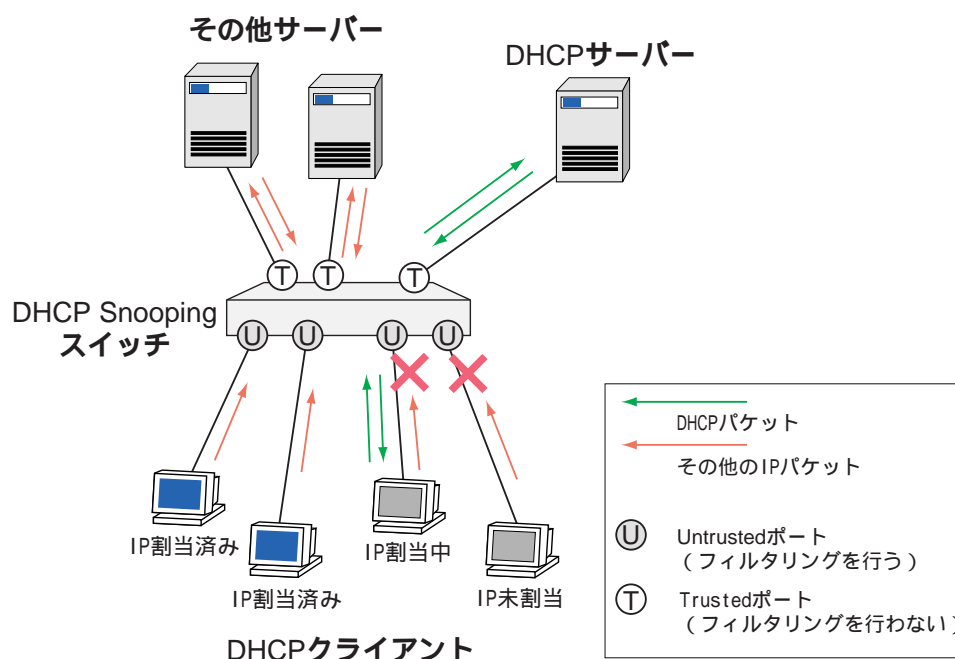 その他サーバー
DHCPサーバー
T
T
T
DHCP Snooping
スイッチ
U
U
U
U
IP割当済み
IP割当済み
IP割当中
IP未割当
DHCPクライアント
DHCPパケット
その他のIPパケット
U
Untrustedポート
(フィルタリングを行う)
T
Trustedポート
(フィルタリングを行わない)